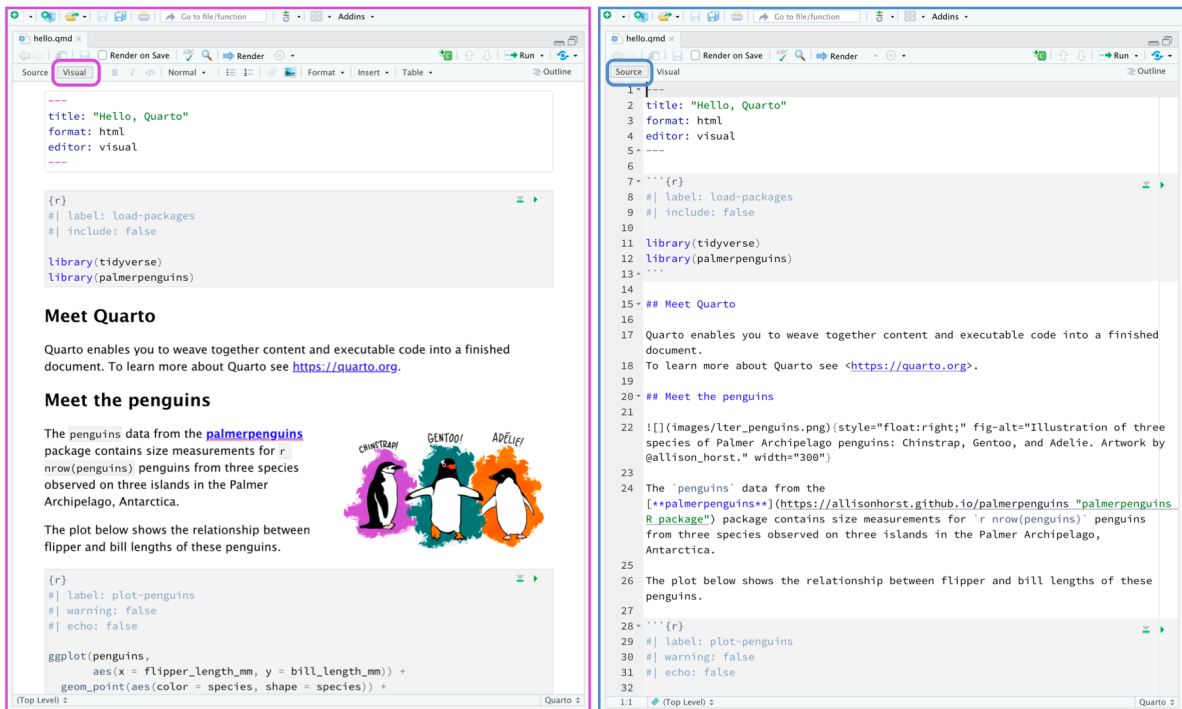 Go to file/function
Addins
hello.qmd
Render on Save
ABC
Render
Run
Source
Visual
B
I
</>
Normal
Format
Insert
Table
Outline
---
title: "Hello, Quarto"
format: html
editor: visual
---
{r}
#| label: load-packages
#| include: false
library(tidyverse)
library(palmerpenguins)
Meet Quarto
Quarto enables you to weave together content and executable code into a finished
document. To learn more about Quarto see https://quarto.org.
Meet the penguins
The penguins data from the palmerpenguins
package contains size measurements for r
nrow(penguins) penguins from three species
observed on three islands in the Palmer
Archipelago, Antarctica.
CHINSTRAP!
GENTOO!
ADÉLIE!
The plot below shows the relationship between
flipper and bill lengths of these penguins.
{r}
#| label: plot-penguins
#| warning: false
#| echo: false
ggplot(penguins,
aes(x = flipper_length_mm, y = bill_length_mm)) +
geom_point(aes(color = species, shape = species)) +
(Top Level)
Quarto
Go to file/function
Addins
hello.qmd
Render on Save
ABC
Render
Run
Source
Visual
Outline
1 ---
2 title: "Hello, Quarto"
3 format: html
4 editor: visual
5 ---
6
7 ```{r}
8 #| label: load-packages
9 #| include: false
10
11 library(tidyverse)
12 library(palmerpenguins)
13 ```
14
15 ## Meet Quarto
16
17 Quarto enables you to weave together content and executable code into a finished
document.
18 To learn more about Quarto see <https://quarto.org>.
19
20 ## Meet the penguins
21
22 ![](images/lter_penguins.png){style="float:right;" fig-alt="Illustration of three
species of Palmer Archipelago penguins: Chinstrap, Gentoo, and Adelie. Artwork by
@allison_horst." width="300"}
23
24 The `penguins` data from the
[**palmerpenguins**](https://allisonhorst.github.io/palmerpenguins "palmerpenguins
R package") package contains size measurements for `r nrow(penguins)` penguins
from three species observed on three islands in the Palmer Archipelago,
Antarctica.
25
26 The plot below shows the relationship between flipper and bill lengths of these
penguins.
27
28 ```{r}
29 #| label: plot-penguins
30 #| warning: false
31 #| echo: false
32
1:1
(Top Level)
Quarto